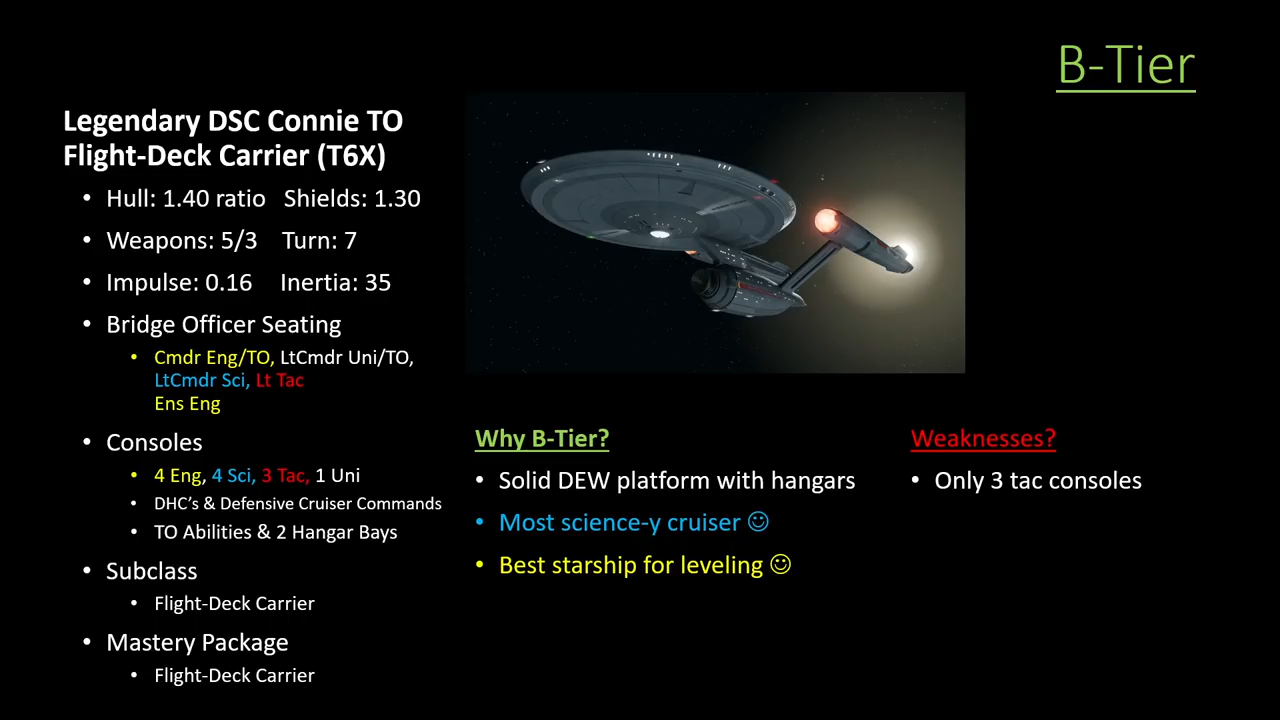 B-Tier
Legendary DSC Connie TO
Flight-Deck Carrier (T6X)
• Hull: 1.40 ratio Shields: 1.30
• Weapons: 5/3 Turn: 7
• Impulse: 0.16 Inertia: 35
• Bridge Officer Seating
• Cmdr Eng/TO, LtCmdr Uni/TO,
LtCmdr Sci, Lt Tac
Ens Eng
• Consoles
• 4 Eng, 4 Sci, 3 Tac, 1 Uni
• DHC's & Defensive Cruiser Commands
• TO Abilities & 2 Hangar Bays
• Subclass
• Flight-Deck Carrier
• Mastery Package
• Flight-Deck Carrier
Why B-Tier?
• Solid DEW platform with hangars
• Most science-y cruiser ☺
• Best starship for leveling ☺
Weaknesses?
• Only 3 tac consoles